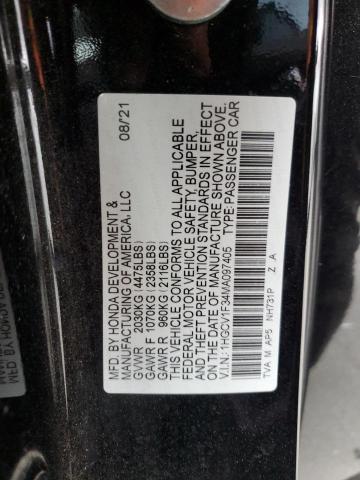 MFD. BY HONDA DEVELOPMENT &
MANUFACTURING OF AMERICA, LLC
08/21
GVWR 2030KG (4475LBS)
GAWR F 1070KG (2358LBS)
GAWR R 960KG (2116LBS)
THIS VEHICLE CONFORMS TO ALL APPLICABLE
FEDERAL MOTOR VEHICLE SAFETY BUMPER,
AND THEFT PREVENTION STANDARDS IN EFFECT
ON THE DATE OF MANUFACTURE SHOWN ABOVE.
V.I.N.: 1HGCV1F34MA097405 TYPE:PASSENGER CAR
TVA M AP5 NH731P Z A